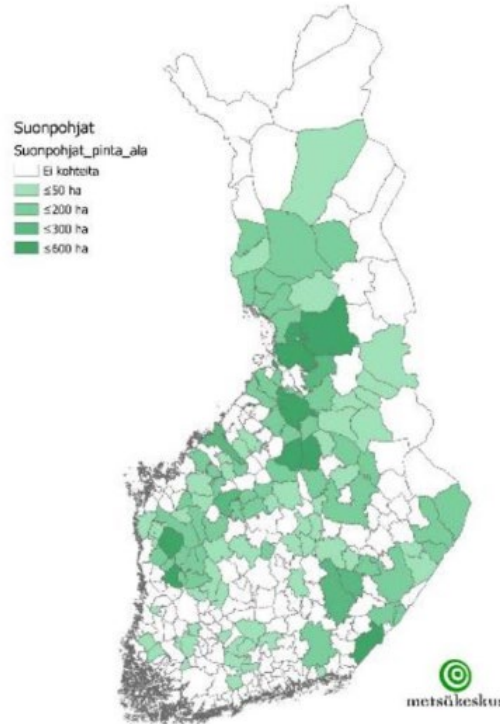 Suonpohjat
Suonpohjat_pinta_ala
Ei kohteita
≤50 ha
≤200 ha
≤300 ha
≤600 ha
metsäkeskus